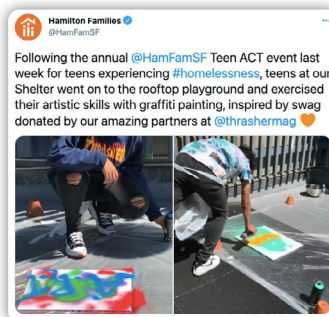 Hamilton Families
@HamFamSF
Following the annual @HamFamSF Teen ACT event last
week for teens experiencing #homelessness, teens at our
Shelter went on to the rooftop playground and exercised
their artistic skills with graffiti painting, inspired by swag
donated by our amazing partners at @thrashermag 🧡